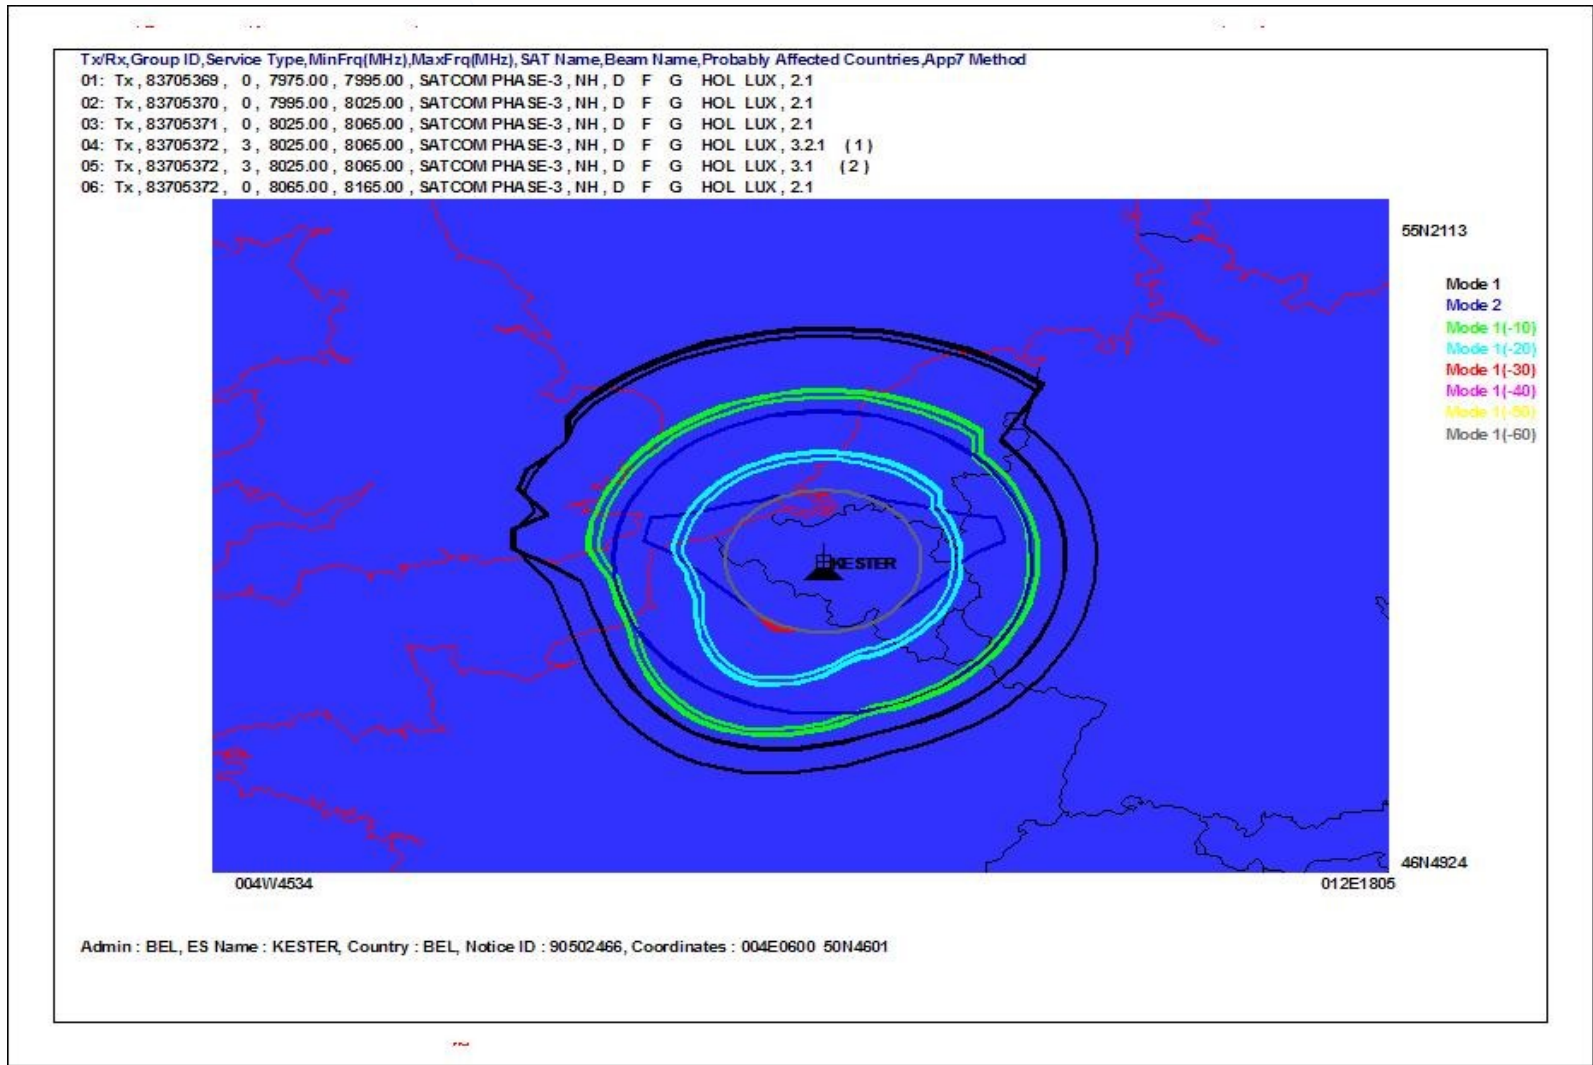 Tx/Rx,Group ID,Service Type,MinFrq(MHz),MaxFrq(MHz),SAT Name,Beam Name,Probably Affected Countries,App7 Method
01: Tx , 83705369 , 0 , 7975.00 , 7995.00 , SATCOM PHASE-3 , NH , D F G HOL LUX , 2.1
02: Tx , 83705370 , 0 , 7995.00 , 8025.00 , SATCOM PHASE-3 , NH , D F G HOL LUX , 2.1
03: Tx , 83705371 , 0 , 8025.00 , 8065.00 , SATCOM PHASE-3 , NH , D F G HOL LUX , 2.1
04: Tx , 83705372 , 3 , 8025.00 , 8065.00 , SATCOM PHASE-3 , NH , D F G HOL LUX , 3.2.1 (1)
05: Tx , 83705372 , 3 , 8025.00 , 8065.00 , SATCOM PHASE-3 , NH , D F G HOL LUX , 3.1 (2)
06: Tx , 83705372 , 0 , 8065.00 , 8165.00 , SATCOM PHASE-3 , NH , D F G HOL LUX , 2.1
55N2113
Mode 1
Mode 2
Mode 1(-10)
Mode 1(-20)
Mode 1(-30)
Mode 1(-40)
Mode 1(-50)
Mode 1(-60)
KESTER
46N4924
004W4534
012E1805
Admin : BEL, ES Name : KESTER, Country : BEL, Notice ID : 90502466, Coordinates : 004E0600 50N4601